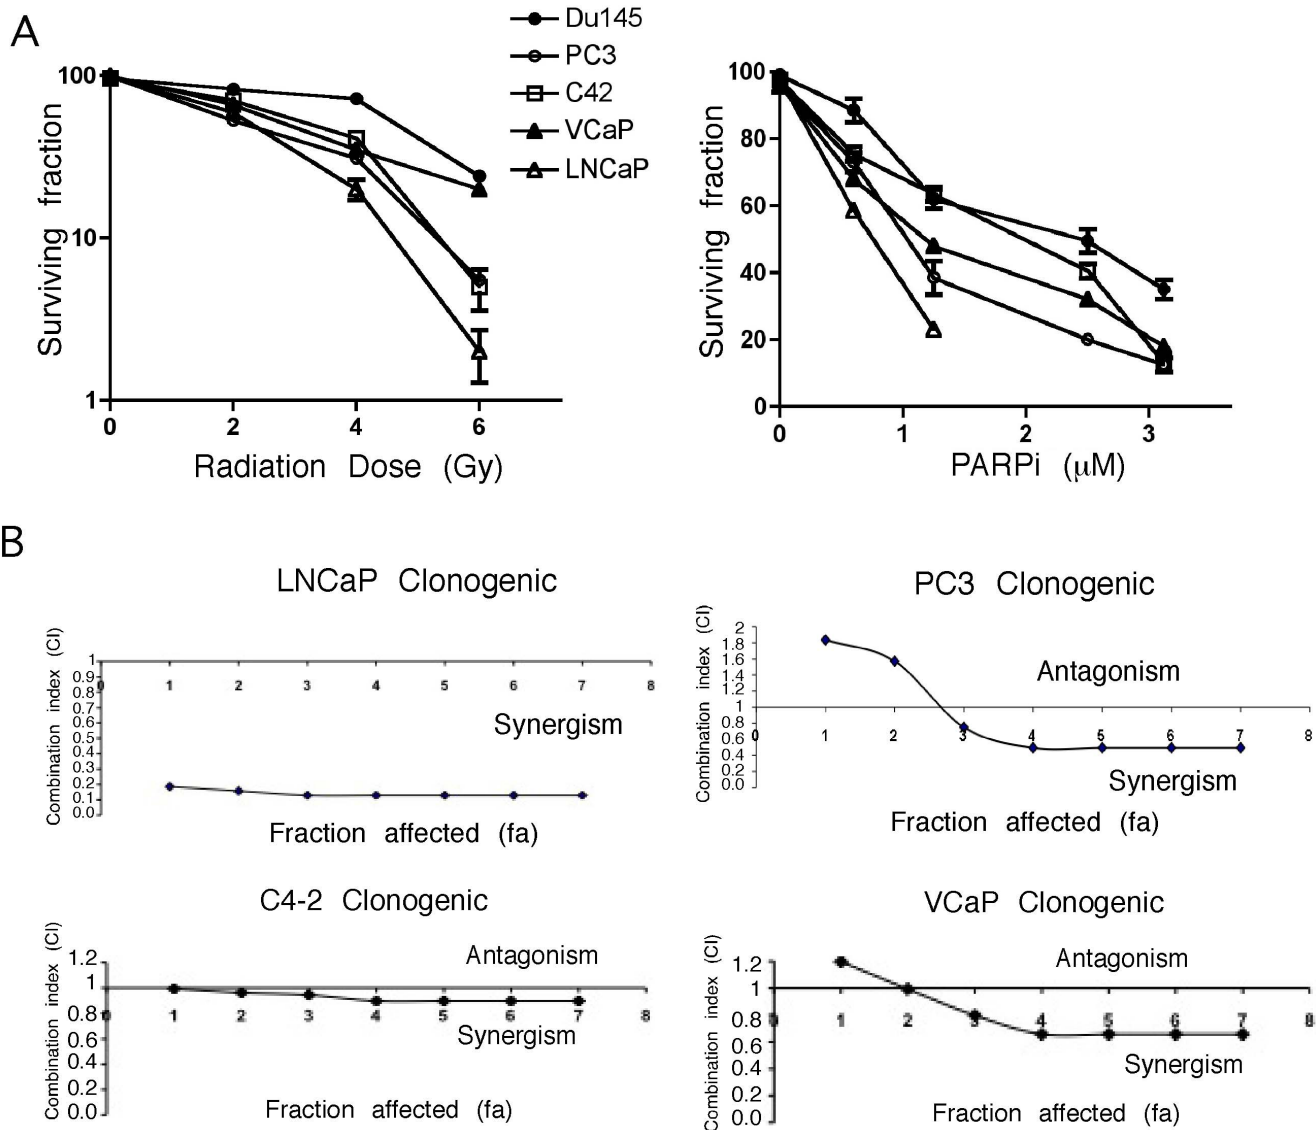 A
Du145
PC3
C42
VCaP
LNCaP
Surviving fraction
100
10
1
0 2 4 6
Radiation Dose (Gy)
Surviving fraction
100
80
60
40
20
0
0 1 2 3
PARPi (μM)
B
LNCaP Clonogenic
Combination index (CI)
1
0.9
0.8
0.7
0.6
0.5
0.4
0.3
0.2
0.1
0.0
0 1 2 3 4 5 6 7 8
Synergism
Fraction affected (fa)
PC3 Clonogenic
Combination index (CI)
2
1.8
1.6
1.4
1.2
1
0.8
0.6
0.4
0.2
0.0
0 1 2 3 4 5 6 7 8
Antagonism
Synergism
Fraction affected (fa)
C4-2 Clonogenic
Combination index (CI)
1.2
1
0.8
0.6
0.4
0.2
0.0
0 1 2 3 4 5 6 7 8
Antagonism
Synergism
Fraction affected (fa)
VCaP Clonogenic
Combination index (CI)
1.2
1
0.8
0.6
0.4
0.2
0.0
0 1 2 3 4 5 6 7 8
Antagonism
Synergism
Fraction affected (fa)